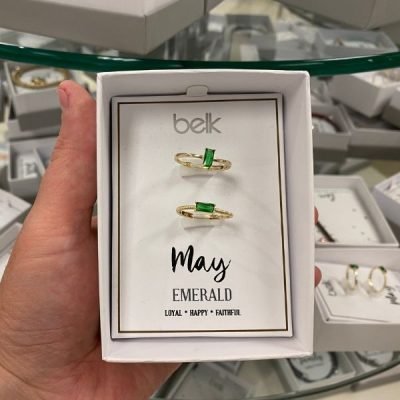 belk
May
EMERALD
LOYAL • HAPPY • FAITHFUL